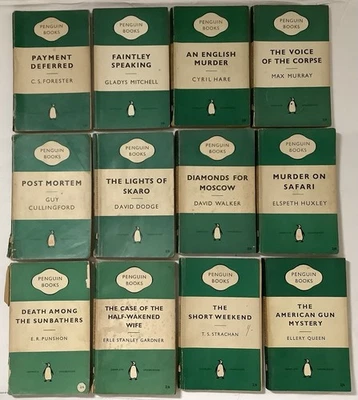 PENGUIN
BOOKS
PAYMENT
DEFERRED
C. S. FORESTER
PENGUIN
BOOKS
FAINTLEY
SPEAKING
GLADYS MITCHELL
PENGUIN
BOOKS
AN ENGLISH
MURDER
CYRIL HARE
PENGUIN
BOOKS
THE VOICE
OF THE CORPSE
MAX MURRAY
PENGUIN
BOOKS
POST MORTEM
GUY
CULLINGFORD
PENGUIN
BOOKS
THE LIGHTS OF
SKARO
DAVID DODGE
PENGUIN
BOOKS
DIAMONDS FOR
MOSCOW
DAVID WALKER
PENGUIN
BOOKS
MURDER ON
SAFARI
ELSPETH HUXLEY
PENGUIN
BOOKS
DEATH AMONG
THE SUNBATHERS
E. R. PUNSHON
PENGUIN
BOOKS
THE CASE OF THE
HALF-WAKENED
WIFE
ERLE STANLEY GARDNER
PENGUIN
BOOKS
THE
SHORT WEEKEND
T. S. STRACHAN
PENGUIN
BOOKS
THE
AMERICAN GUN
MYSTERY
ELLERY QUEEN